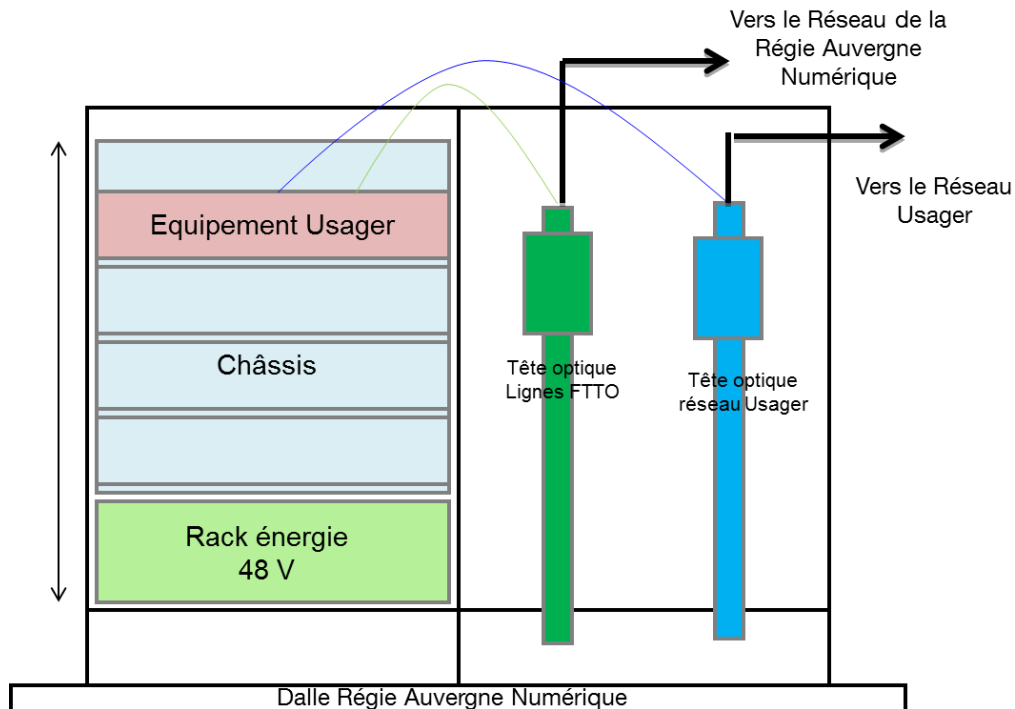 Vers le Réseau de la
Régie Auvergne
Numérique
Vers le Réseau
Usager
Equipement Usager
Châssis
Tête optique
Lignes FTTO
Tête optique
réseau Usager
Rack énergie
48 V
Dalle Régie Auvergne Numérique